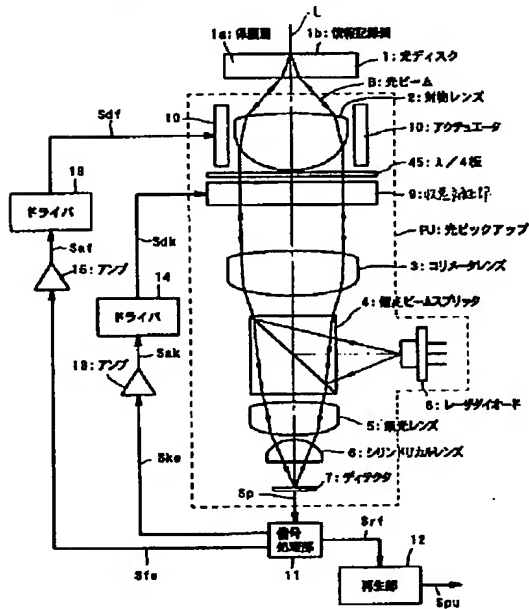 L
1a:保護層
1b:情報記録面
1:光ディスク
B:光ビーム
2:対物レンズ
10
10:アクチュエータ
45:λ/4板
9:収差補正部
PU:光ピックアップ
3:コリメータレンズ
4:偏光ビームスプリッタ
8:レーザダイオード
5:集光レンズ
6:シリンドリカルレンズ
7:ディテクタ
Sp
Sdf
16
ドライバ
Saf
15:アンプ
Sdk
14
ドライバ
Sak
13:アンプ
Ske
Sfe
信号
処理部
11
Srf
12
再生部
Spu